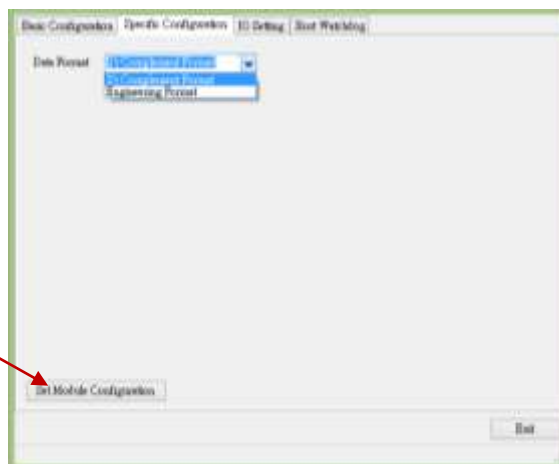 Basic Configuration Specific Configuration IO Setting Host Watchdog
Data Format 2's Complement Format
2's Complement Format
Engineering Format
Set Module Configuration
Exit